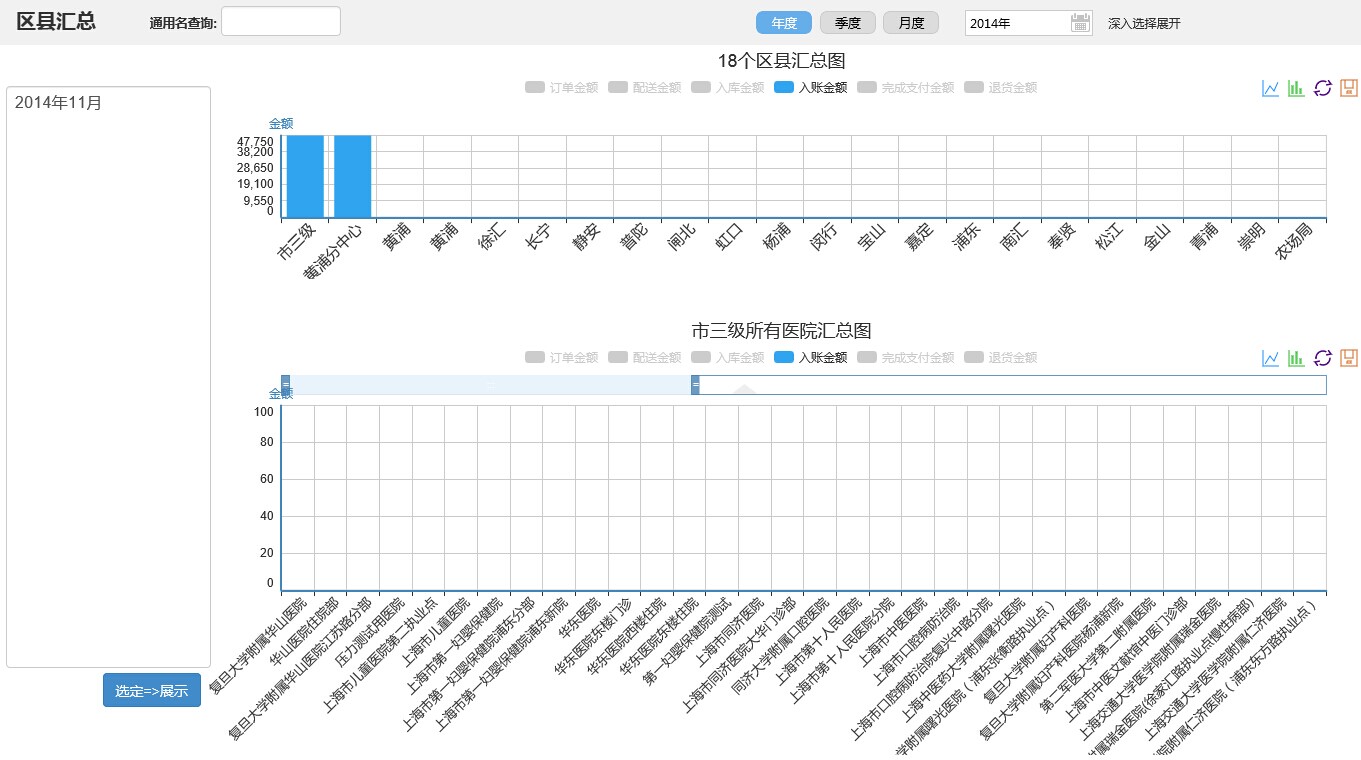 区县汇总
通用名查询:
年度
季度
月度
2014年
深入选择展开
2014年11月
选定=>展示
18个区县汇总图
订单金额 配送金额 入库金额 入账金额 完成支付金额 退货金额
金额
47,750
38,200
28,650
19,100
9,550
0
市三级
黄浦分中心
黄浦
黄浦
徐汇
长宁
静安
普陀
闸北
虹口
杨浦
闵行
宝山
嘉定
浦东
南汇
奉贤
松江
金山
青浦
崇明
农场局
市三级所有医院汇总图
订单金额 配送金额 入库金额 入账金额 完成支付金额 退货金额
金额
100
80
60
40
20
0
复旦大学附属华山医院
华山医院住院部
复旦大学附属华山医院江苏路分部
压力测试用医院
上海市儿童医院第二执业点
上海市儿童医院
上海市第一妇婴保健院
上海市第一妇婴保健院浦东分部
上海市第一妇婴保健院浦东新院
华东医院
华东医院东楼门诊
华东医院西楼住院
华东医院东楼住院
第一妇婴保健院测试
上海市同济医院
上海市同济医院大华门诊部
同济大学附属口腔医院
上海市第十人民医院
上海市第十人民医院分院
上海市中医医院
上海市口腔病防治院
上海市口腔病防治院复兴中路分院
上海中医药大学附属曙光医院
学附属曙光医院（浦东张衡路执业点）
复旦大学附属妇产科医院
复旦大学附属妇产科医院杨浦新院
第二军医大学第一附属医院
上海市中医文献馆中医门诊部
上海交通大学医学院附属瑞金医院
附属瑞金医院(徐家汇路执业点慢性病部)
上海交通大学医学院附属仁济医院
院附属仁济医院（浦东东方路执业点）